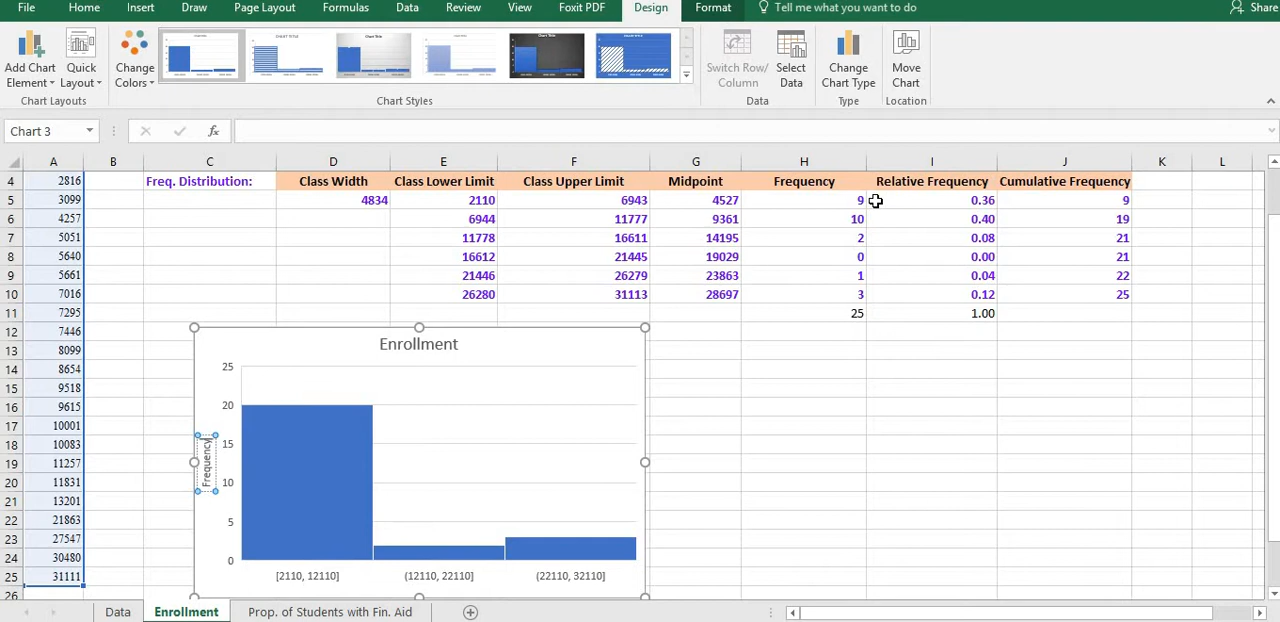 File Home Insert Draw Page Layout Formulas Data Review View Foxit PDF Design Format Tell me what you want to do Share
Add Chart Element Quick Layout Change Colors Switch Row/ Column Select Data Change Chart Type Move Chart
Chart Layouts Chart Styles Data Type Location
Chart 3 fx
A B C D E F G H I J K L
4 2816 Freq. Distribution: Class Width Class Lower Limit Class Upper Limit Midpoint Frequency Relative Frequency Cumulative Frequency
5 3099 4834 2110 6943 4527 9 0.36 9
6 4257 6944 11777 9361 10 0.40 19
7 5051 11778 16611 14195 2 0.08 21
8 5640 16612 21445 19029 0 0.00 21
9 5661 21446 26279 23863 1 0.04 22
10 7016 26280 31113 28697 3 0.12 25
11 7295 25 1.00
12 7446
13 8099
14 8654
15 9518
16 9615
17 10001
18 10083
19 11257
20 11831
21 13201
22 21863
23 27547
24 30480
25 31111
26
Enrollment
Frequency
25
20
15
10
5
0
[2110, 12110] (12110, 22110] (22110, 32110]
Data Enrollment Prop. of Students with Fin. Aid